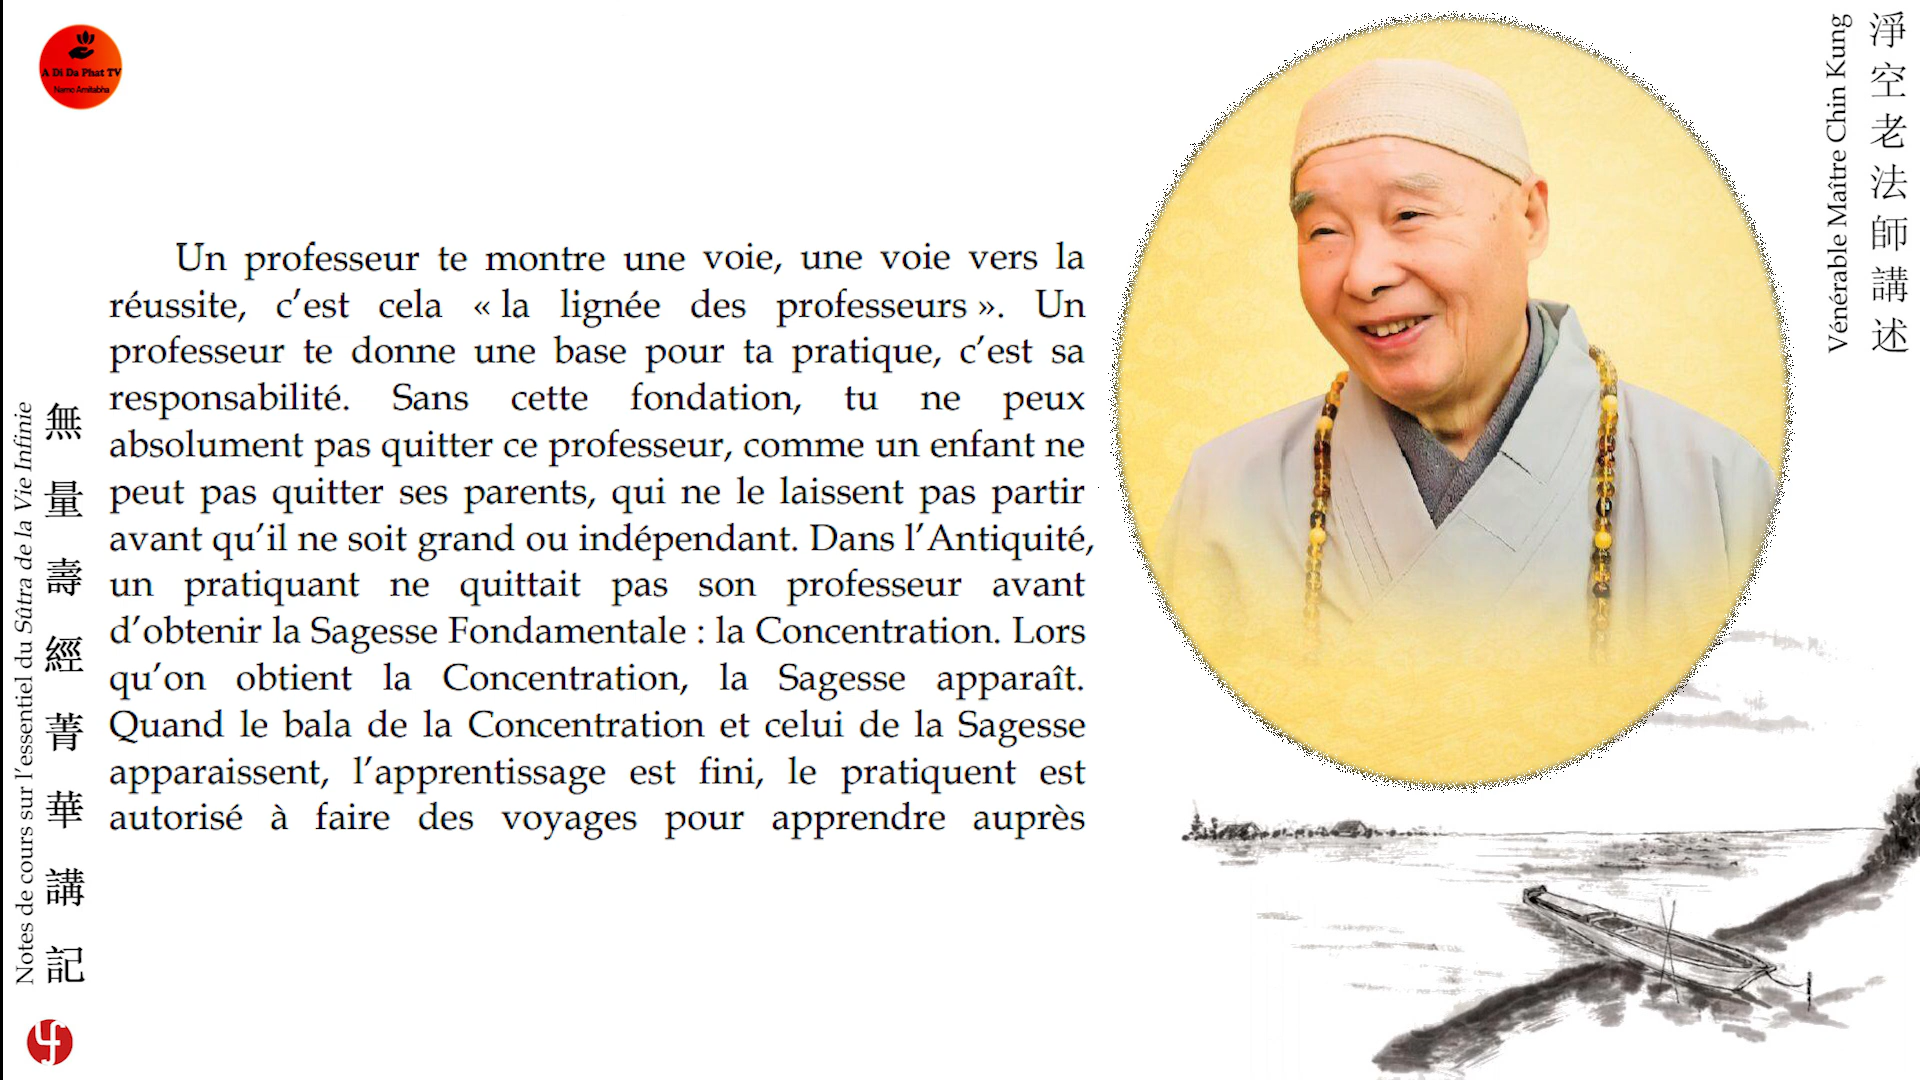 A Di Da Phat TV
Namo Amitabha
Un professeur te montre une voie, une voie vers la
réussite, c’est cela « la lignée des professeurs ». Un
professeur te donne une base pour ta pratique, c’est sa
responsabilité. Sans cette fondation, tu ne peux
absolument pas quitter ce professeur, comme un enfant ne
peut pas quitter ses parents, qui ne le laissent pas partir
avant qu’il ne soit grand ou indépendant. Dans l’Antiquité,
un pratiquant ne quittait pas son professeur avant
d’obtenir la Sagesse Fondamentale : la Concentration. Lors
qu’on obtient la Concentration, la Sagesse apparaît.
Quand le bala de la Concentration et celui de la Sagesse
apparaissent, l’apprentissage est fini, le pratiquent est
autorisé à faire des voyages pour apprendre auprès
Notes de cours sur l’essentiel du Sûtra de la Vie Infinie
無量壽經菁華講記
Vénérable Maître Chin Kung
淨空老法師講述